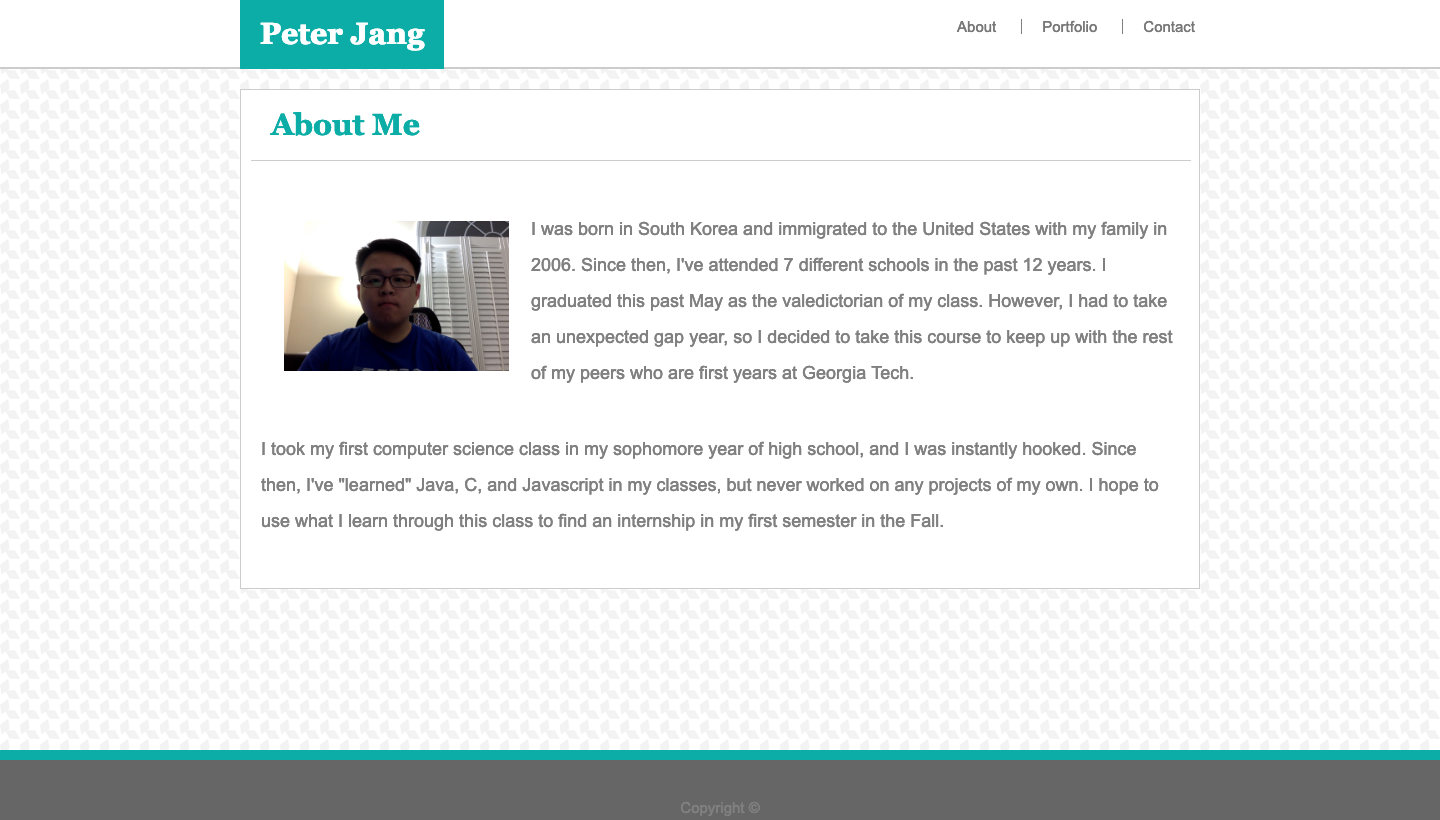 Peter Jang
About
Portfolio
Contact
About Me
I was born in South Korea and immigrated to the United States with my family in
2006. Since then, I've attended 7 different schools in the past 12 years. I
graduated this past May as the valedictorian of my class. However, I had to take
an unexpected gap year, so I decided to take this course to keep up with the rest
of my peers who are first years at Georgia Tech.
I took my first computer science class in my sophomore year of high school, and I was instantly hooked. Since
then, I've "learned" Java, C, and Javascript in my classes, but never worked on any projects of my own. I hope to
use what I learn through this class to find an internship in my first semester in the Fall.
Copyright ©